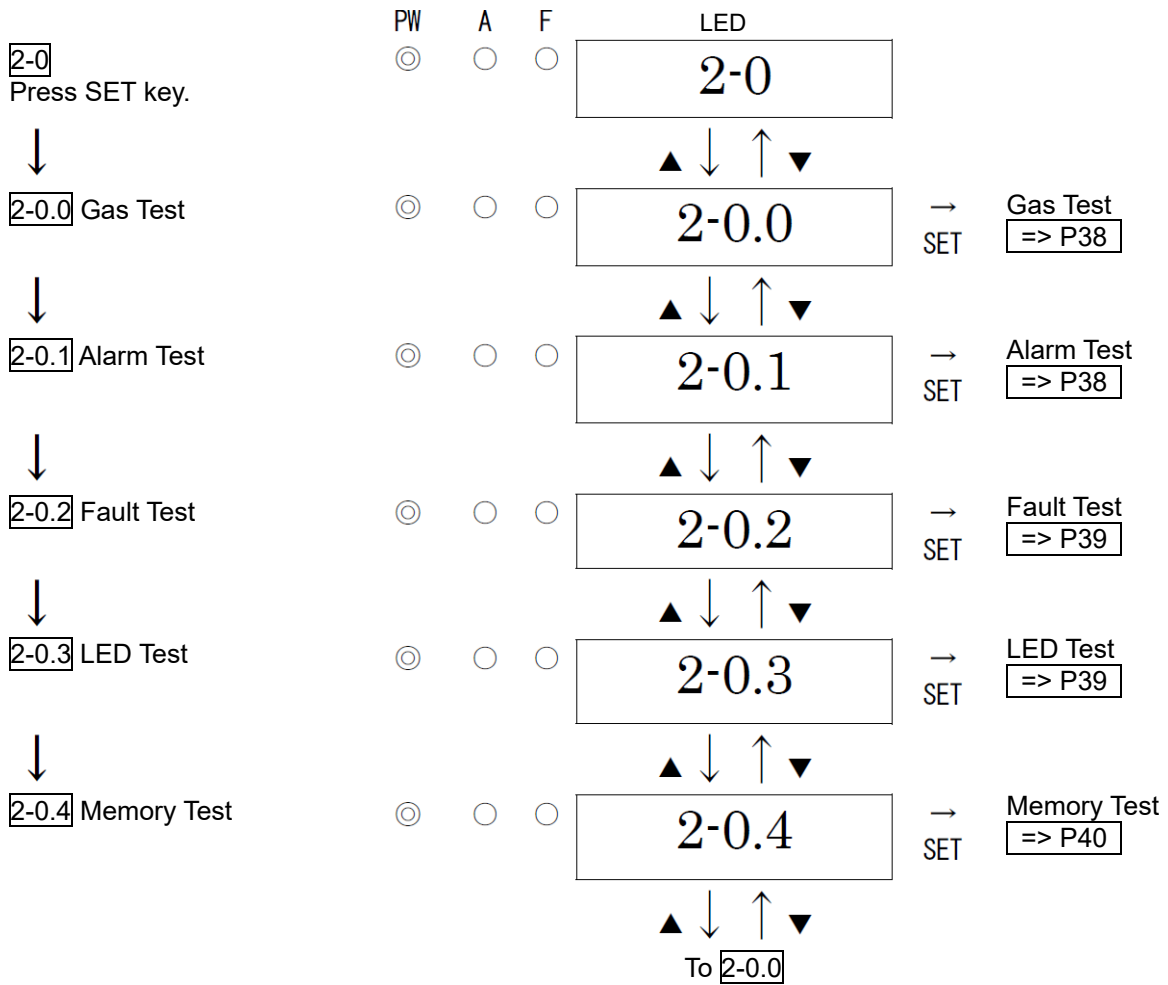 PW A F LED
2-0 ◎ ○ ○ 2-0
Press SET key.
↓ ▲ ↓ ↑ ▼
2-0.0 Gas Test ◎ ○ ○ 2-0.0 → Gas Test
SET => P38
↓ ▲ ↓ ↑ ▼
2-0.1 Alarm Test ◎ ○ ○ 2-0.1 → Alarm Test
SET => P38
↓ ▲ ↓ ↑ ▼
2-0.2 Fault Test ◎ ○ ○ 2-0.2 → Fault Test
SET => P39
↓ ▲ ↓ ↑ ▼
2-0.3 LED Test ◎ ○ ○ 2-0.3 → LED Test
SET => P39
↓ ▲ ↓ ↑ ▼
2-0.4 Memory Test ◎ ○ ○ 2-0.4 → Memory Test
SET => P40
▲ ↓ ↑ ▼
To 2-0.0